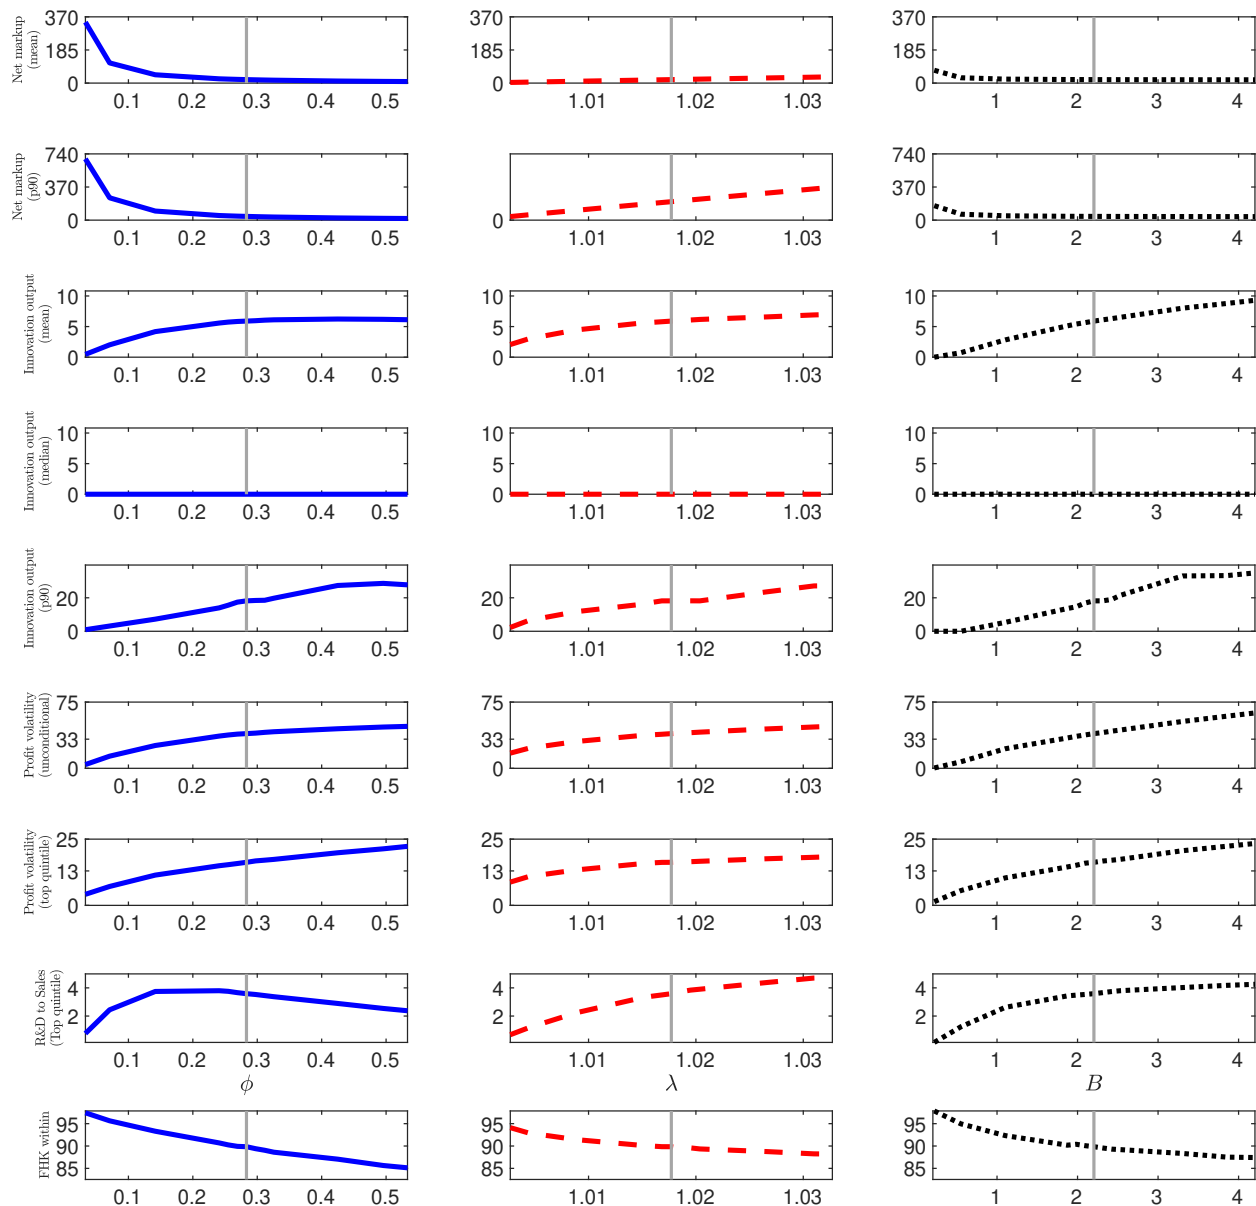 Net markup
(mean)
370
185
0
0.1 0.2 0.3 0.4 0.5
370
185
0
1.01 1.02 1.03
370
185
0
1 2 3 4
Net markup
(p90)
740
370
0
0.1 0.2 0.3 0.4 0.5
0
1.01 1.02 1.03
740
370
0
1 2 3 4
Innovation output
(mean)
10
5
0
0.1 0.2 0.3 0.4 0.5
10
5
0
1.01 1.02 1.03
10
5
0
1 2 3 4
Innovation output
(median)
10
5
0
0.1 0.2 0.3 0.4 0.5
10
5
0
1.01 1.02 1.03
10
5
0
1 2 3 4
Innovation output
(p90)
20
0
0.1 0.2 0.3 0.4 0.5
20
0
1.01 1.02 1.03
20
0
1 2 3 4
Profit volatility
(unconditional)
75
33
0
0.1 0.2 0.3 0.4 0.5
75
33
0
1.01 1.02 1.03
75
33
0
1 2 3 4
Profit volatility
(top quintile)
25
13
0
0.1 0.2 0.3 0.4 0.5
25
13
0
1.01 1.02 1.03
25
13
0
1 2 3 4
R&D to Sales
(Top quintile)
4
2
0.1 0.2 0.3 0.4 0.5
ϕ
4
2
1.01 1.02 1.03
λ
4
2
1 2 3 4
B
FHK within
95
90
85
0.1 0.2 0.3 0.4 0.5
95
90
85
1.01 1.02 1.03
95
90
85
1 2 3 4